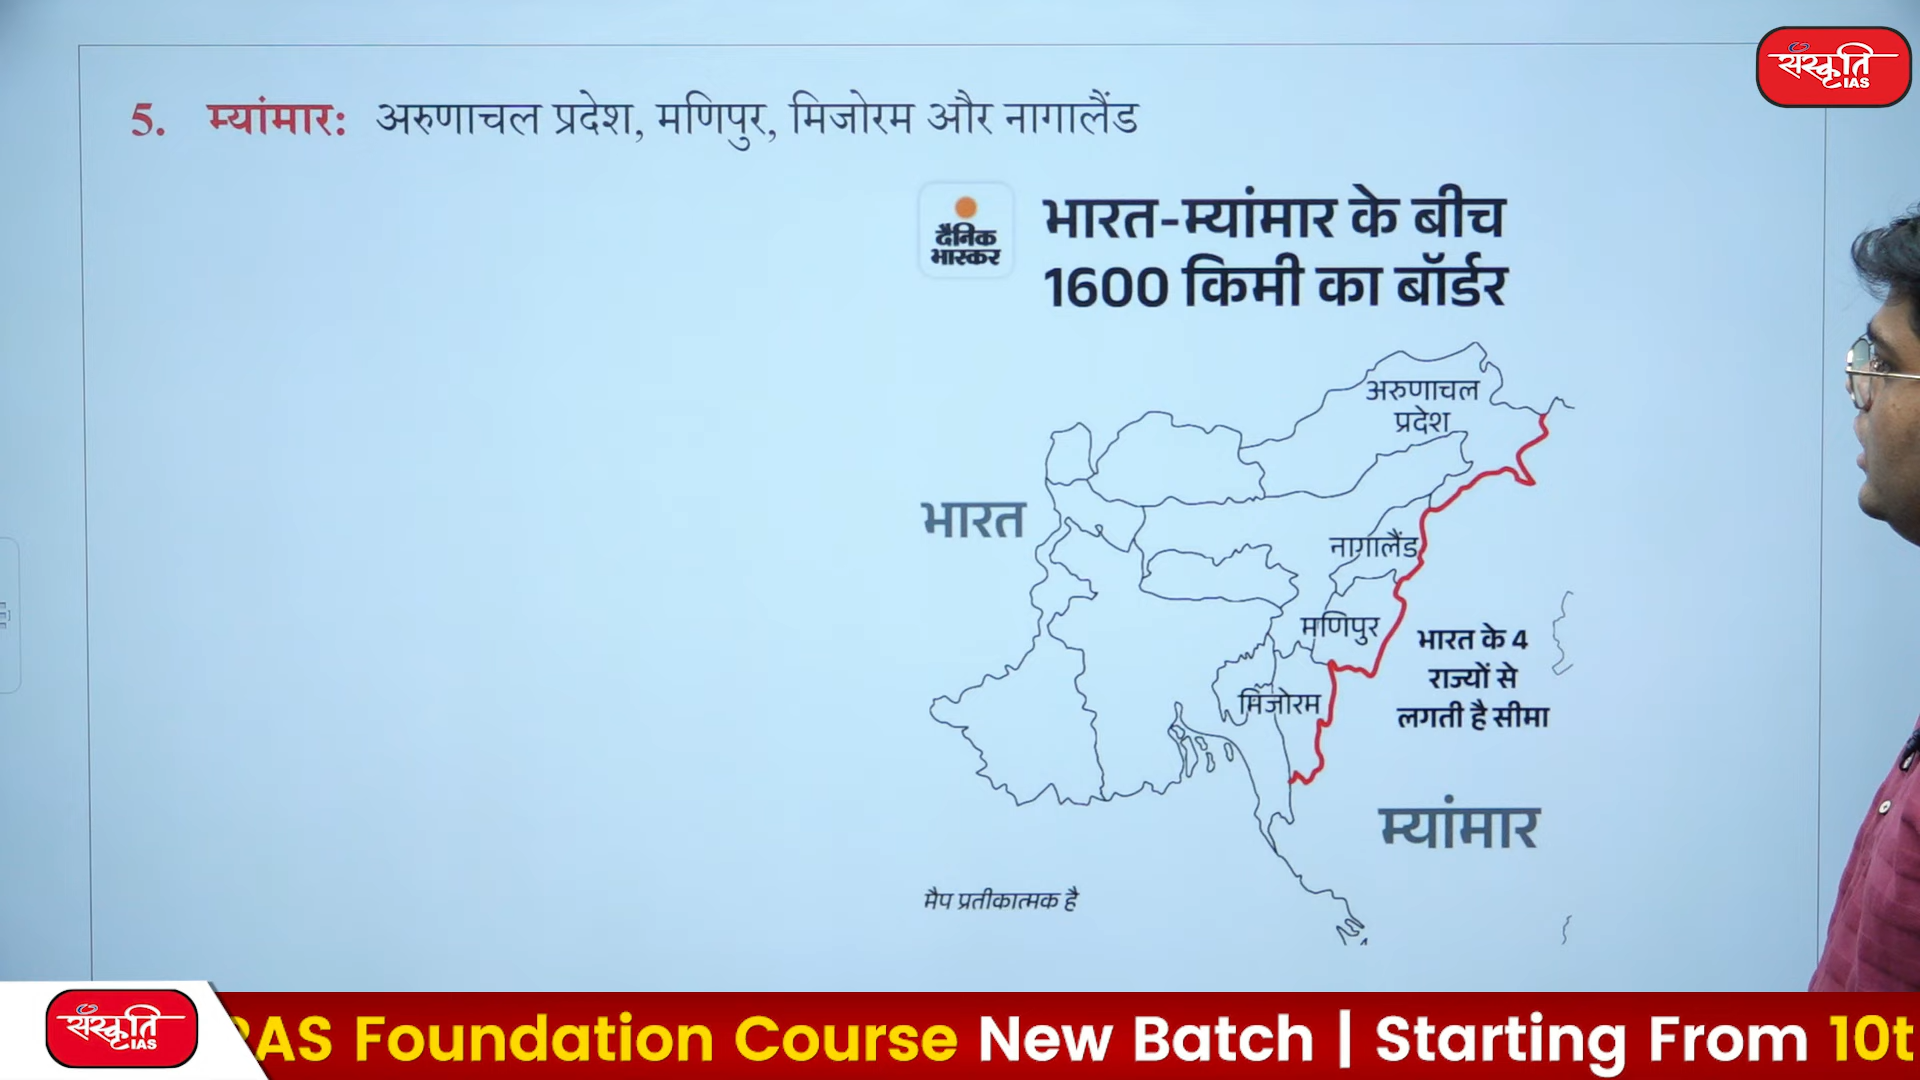 संस्कृति
IAS
5. म्यांमार: अरुणाचल प्रदेश, मणिपुर, मिजोरम और नागालैंड
दैनिक
भास्कर
भारत-म्यांमार के बीच
1600 किमी का बॉर्डर
अरुणाचल
प्रदेश
भारत
नागालैंड
मणिपुर
भारत के 4
राज्यों से
लगती है सीमा
मिजोरम
म्यांमार
मैप प्रतीकात्मक है
संस्कृति
IAS
RAS Foundation Course New Batch | Starting From 10t